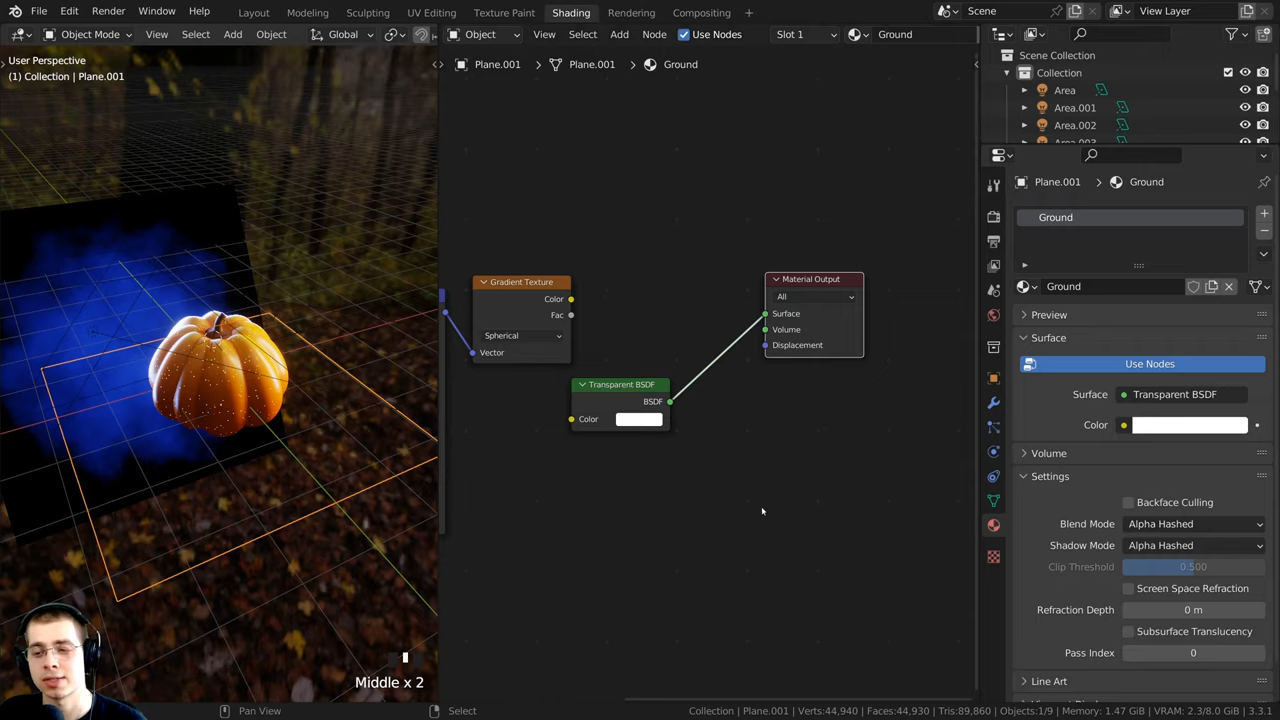 File Edit Render Window Help Layout Modeling Sculpting UV Editing Texture Paint Shading Rendering Compositing Scene View Layer
Object Mode View Select Add Object Global Object View Select Add Node Use Nodes Slot 1 Ground
User Perspective
(1) Collection | Plane.001
Plane.001 Plane.001 Ground
Scene Collection
Collection
Area
Area.001
Area.002
Plane.001 Ground
Ground
Ground
Preview
Surface
Use Nodes
Surface Transparent BSDF
Color
Volume
Settings
Backface Culling
Blend Mode Alpha Hashed
Shadow Mode Alpha Hashed
Clip Threshold 0.500
Screen Space Refraction
Refraction Depth 0 m
Subsurface Translucency
Pass Index 0
Line Art
Gradient Texture
Color
Fac
Spherical
Vector
Transparent BSDF
BSDF
Color
Material Output
All
Surface
Volume
Displacement
Middle x 2
Pan View Select Collection | Plane.001 | Verts:44,940 | Faces:44,930 | Tris:89,860 | Objects:1/9 | Memory: 1.47 GiB | VRAM: 2.3/8.0 GiB | 3.3.1